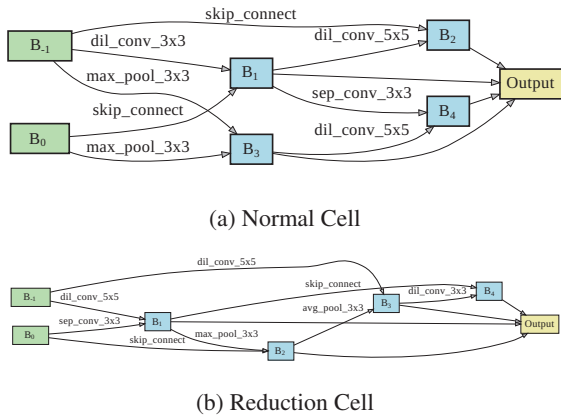 skip_connect
B-1
dil_conv_3x3
dil_conv_5x5
B2
max_pool_3x3
B1
Output
skip_connect
sep_conv_3x3
B4
B0
max_pool_3x3
B3
dil_conv_5x5
(a) Normal Cell
dil_conv_5x5
B-1
dil_conv_5x5
skip_connect
dil_conv_3x3
B4
B3
sep_conv_3x3
B1
avg_pool_3x3
Output
B0
skip_connect
max_pool_3x3
B2
(b) Reduction Cell